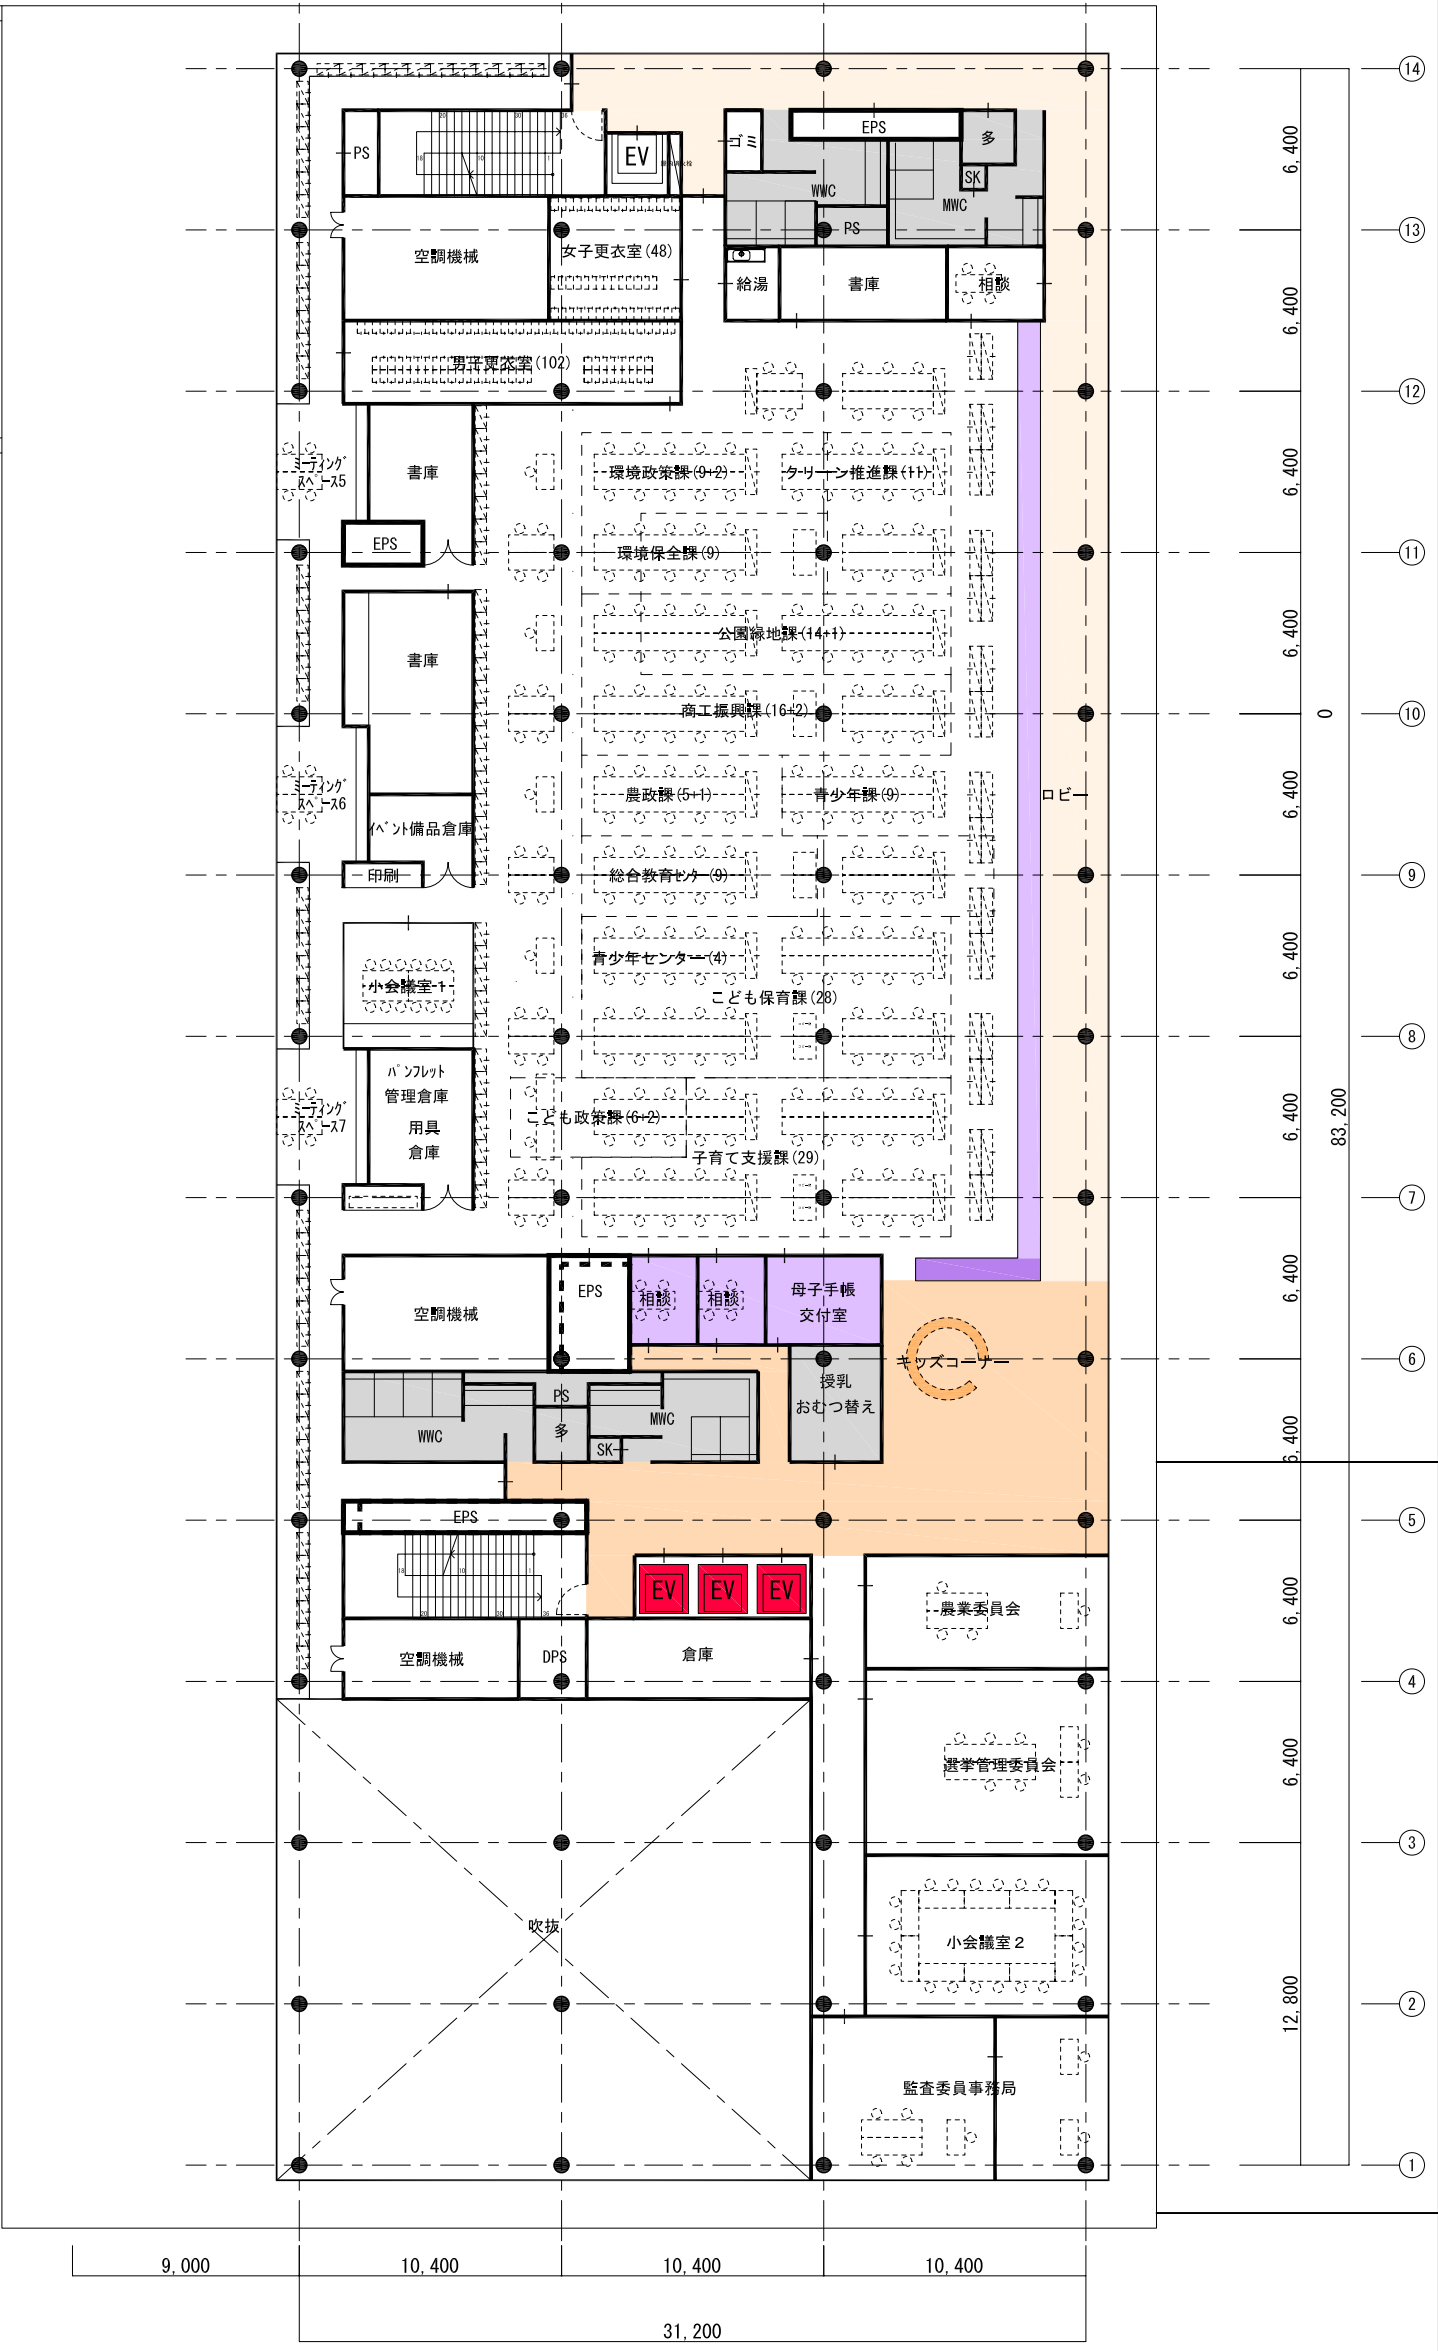 14
6,400
EPS
多
ゴミ
PS
EV
SK
WWC
MWC
20
30
36
18
10
1
PS
13
女子更衣室(48)
空調機械
給湯
書庫
相談
6,400
男子更衣室(102)
12
ミーティング
スペース5
書庫
環境政策課(9+2)
クリーン推進課(11)
6,400
EPS
環境保全課(9)
11
公園緑地課(14+1)
6,400
書庫
商工振興課(16+2)
0
10
ミーティング
スペース6
農政課(5+1)
青少年課(9)
ロビー
6,400
イベント備品倉庫
印刷
総合教育センター(9)
9
青少年センター(4)
6,400
小会議室1
こども保育課(28)
8
パンフレット
管理倉庫
用具
倉庫
ミーティング
スペース7
こども政策課(6+2)
6,400
83,200
子育て支援課(29)
7
EPS
相談
相談
母子手帳
交付室
空調機械
6,400
キッズコーナー
6
授乳
おむつ替え
PS
多
MWC
WWC
SK
6,400
EPS
5
18
10
1
20
30
36
EV
EV
EV
農業委員会
6,400
空調機械
DPS
倉庫
4
選挙管理委員会
6,400
3
吹抜
小会議室2
12,800
2
監査委員事務局
1
9,000
10,400
10,400
10,400
31,200